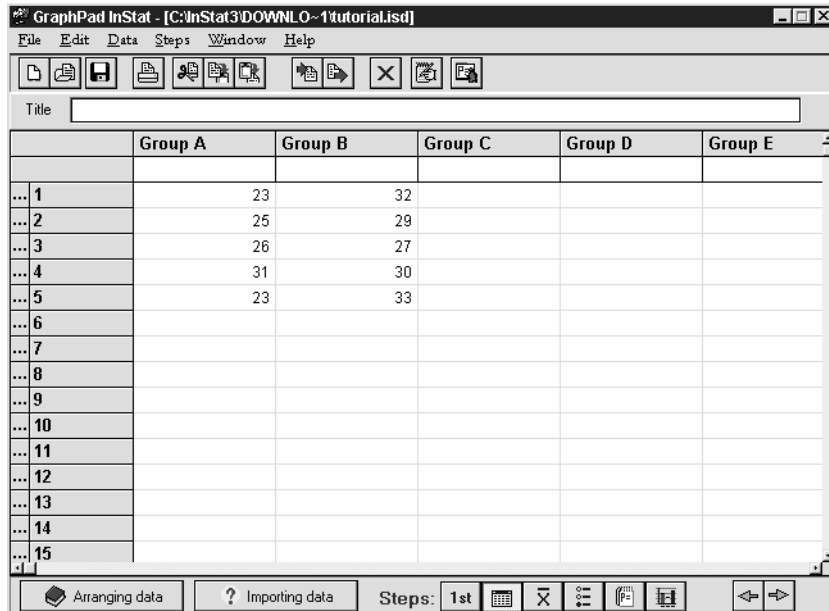 GraphPad InStat - [C:\InStat3\DOWNLO~1\tutorial.isd]
File Edit Data Steps Window Help
Title
Group A Group B Group C Group D Group E
... 1 23 32
... 2 25 29
... 3 26 27
... 4 31 30
... 5 23 33
... 6
... 7
... 8
... 9
... 10
... 11
... 12
... 13
... 14
... 15
Arranging data ? Importing data Steps: 1st x̄